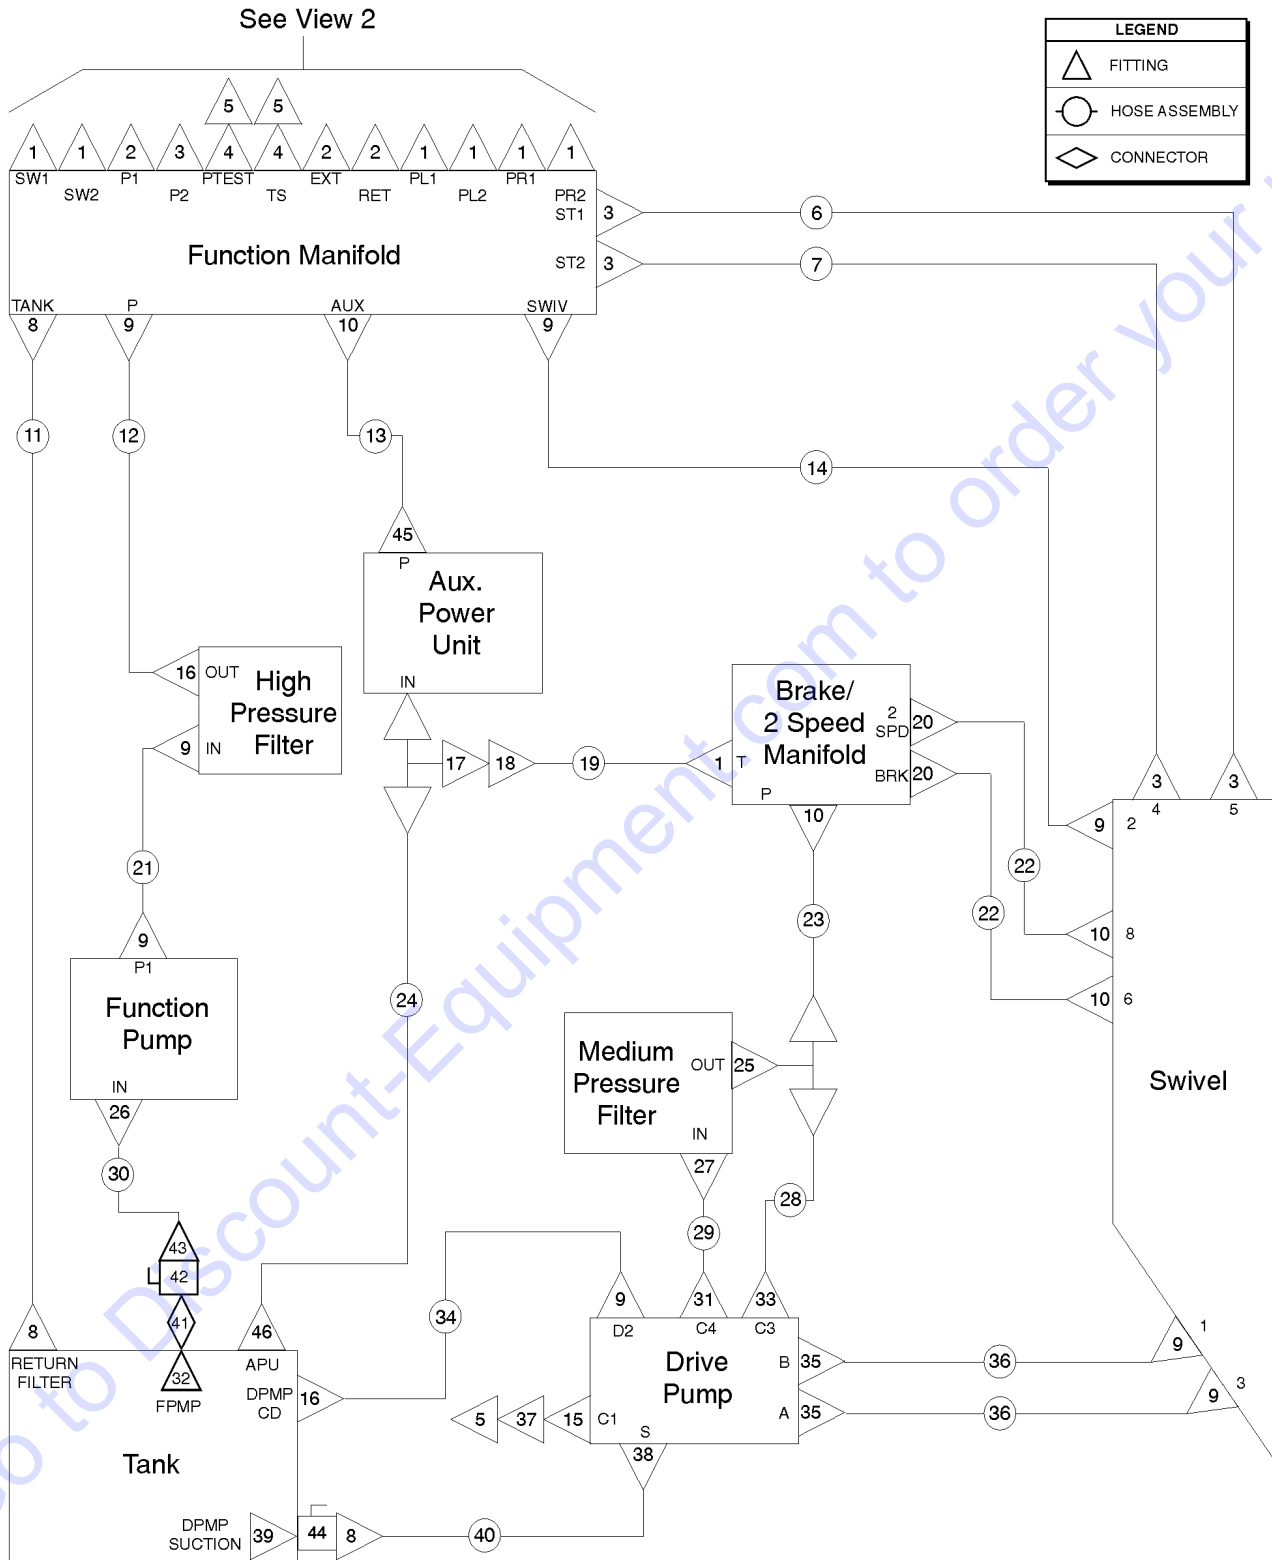 See View 2
LEGEND
FITTING
HOSE ASSEMBLY
CONNECTOR
5 5
1 1 2 3 4 4 2 2 1 1 1 1
SW1 P1 PTEST EXT PL1 PR1
SW2 P2 TS RET PL2 PR2
ST1 3 6
Function Manifold
ST2 3 7
TANK P AUX SWIV
8 9 10 9
11 12 13 14
45
P
Aux.
Power
Unit
IN
16 OUT
High
Pressure
Filter
9 IN
Brake/
2 Speed
Manifold
2
SPD 20
BRK 20
17 18 19 1 T
P
10
3 3
4 5
9 2
21
22
22
23
10 8
10 6
9
P1
Function
Pump
IN
26
24
Medium
Pressure
Filter
OUT 25
IN
27
Swivel
30
28
29
43
42
41
32
FPMP
34
9 31 33
D2 C4 C3
8
RETURN
FILTER
46
APU
DPMP
CD 16
Drive
Pump
B 35 36 9 1
A 35 36 9 3
5 37 15 C1
S
38
Tank
DPMP
SUCTION 39 44 8 40
Go to Discount-Equipment.com to order your